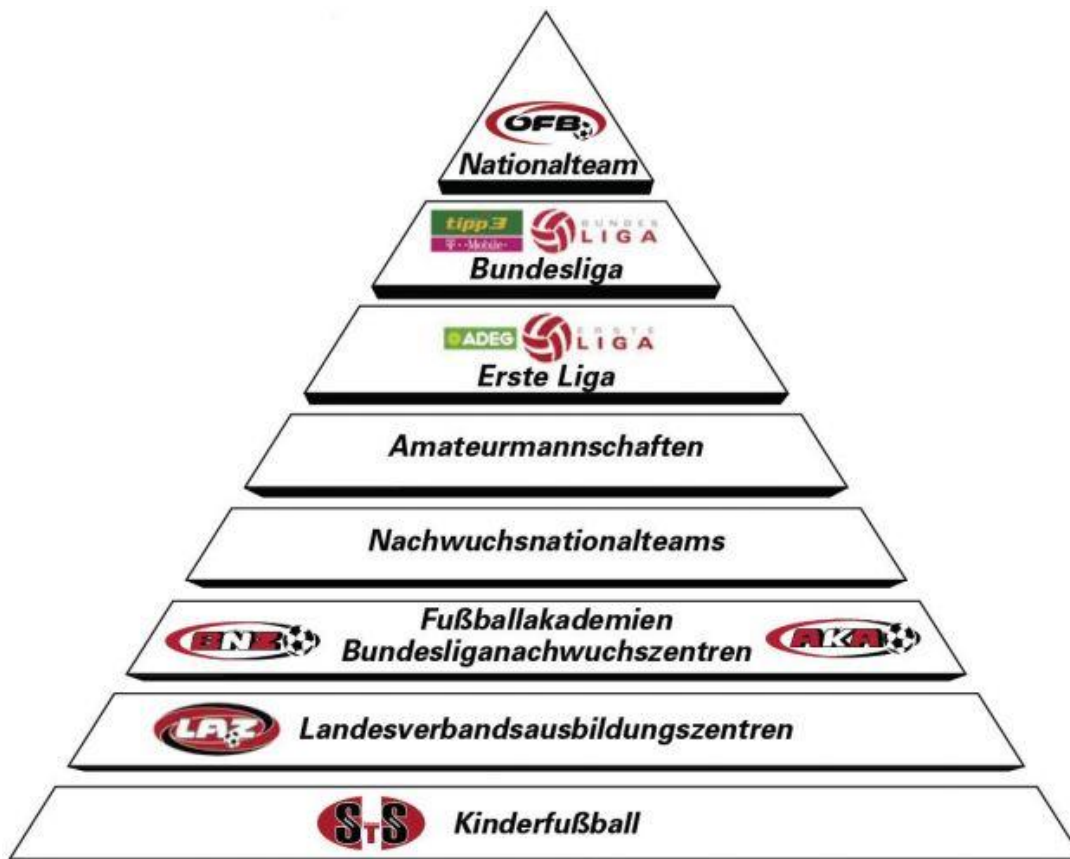 ÖFB
Nationalteam
tipp3
T··Mobile·
BUNDES
LIGA
Bundesliga
ADEG
ERSTE
LIGA
Erste Liga
Amateurmannschaften
Nachwuchsnationalteams
BNZ
Fußballakademien
Bundesliganachwuchszentren
AKA
LAZ
Landesverbandsausbildungszentren
STS
Kinderfußball